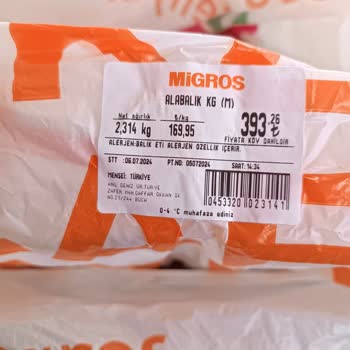 MiGROS
ALABALIK KG (M)
Net ağırlık
₺/kg
2,314 kg
169,95
393,26
FİYATA KDV DAHİLDİR
ALERJEN:BALIK ETİ ALERJEN ÖZELLİK İÇERİR.
STT :06.07.2024
PT.NO: 05072024
SAAT:14:34
MENŞEİ: TÜRKİYE
0453320023141
0-4 °C muhafaza ediniz